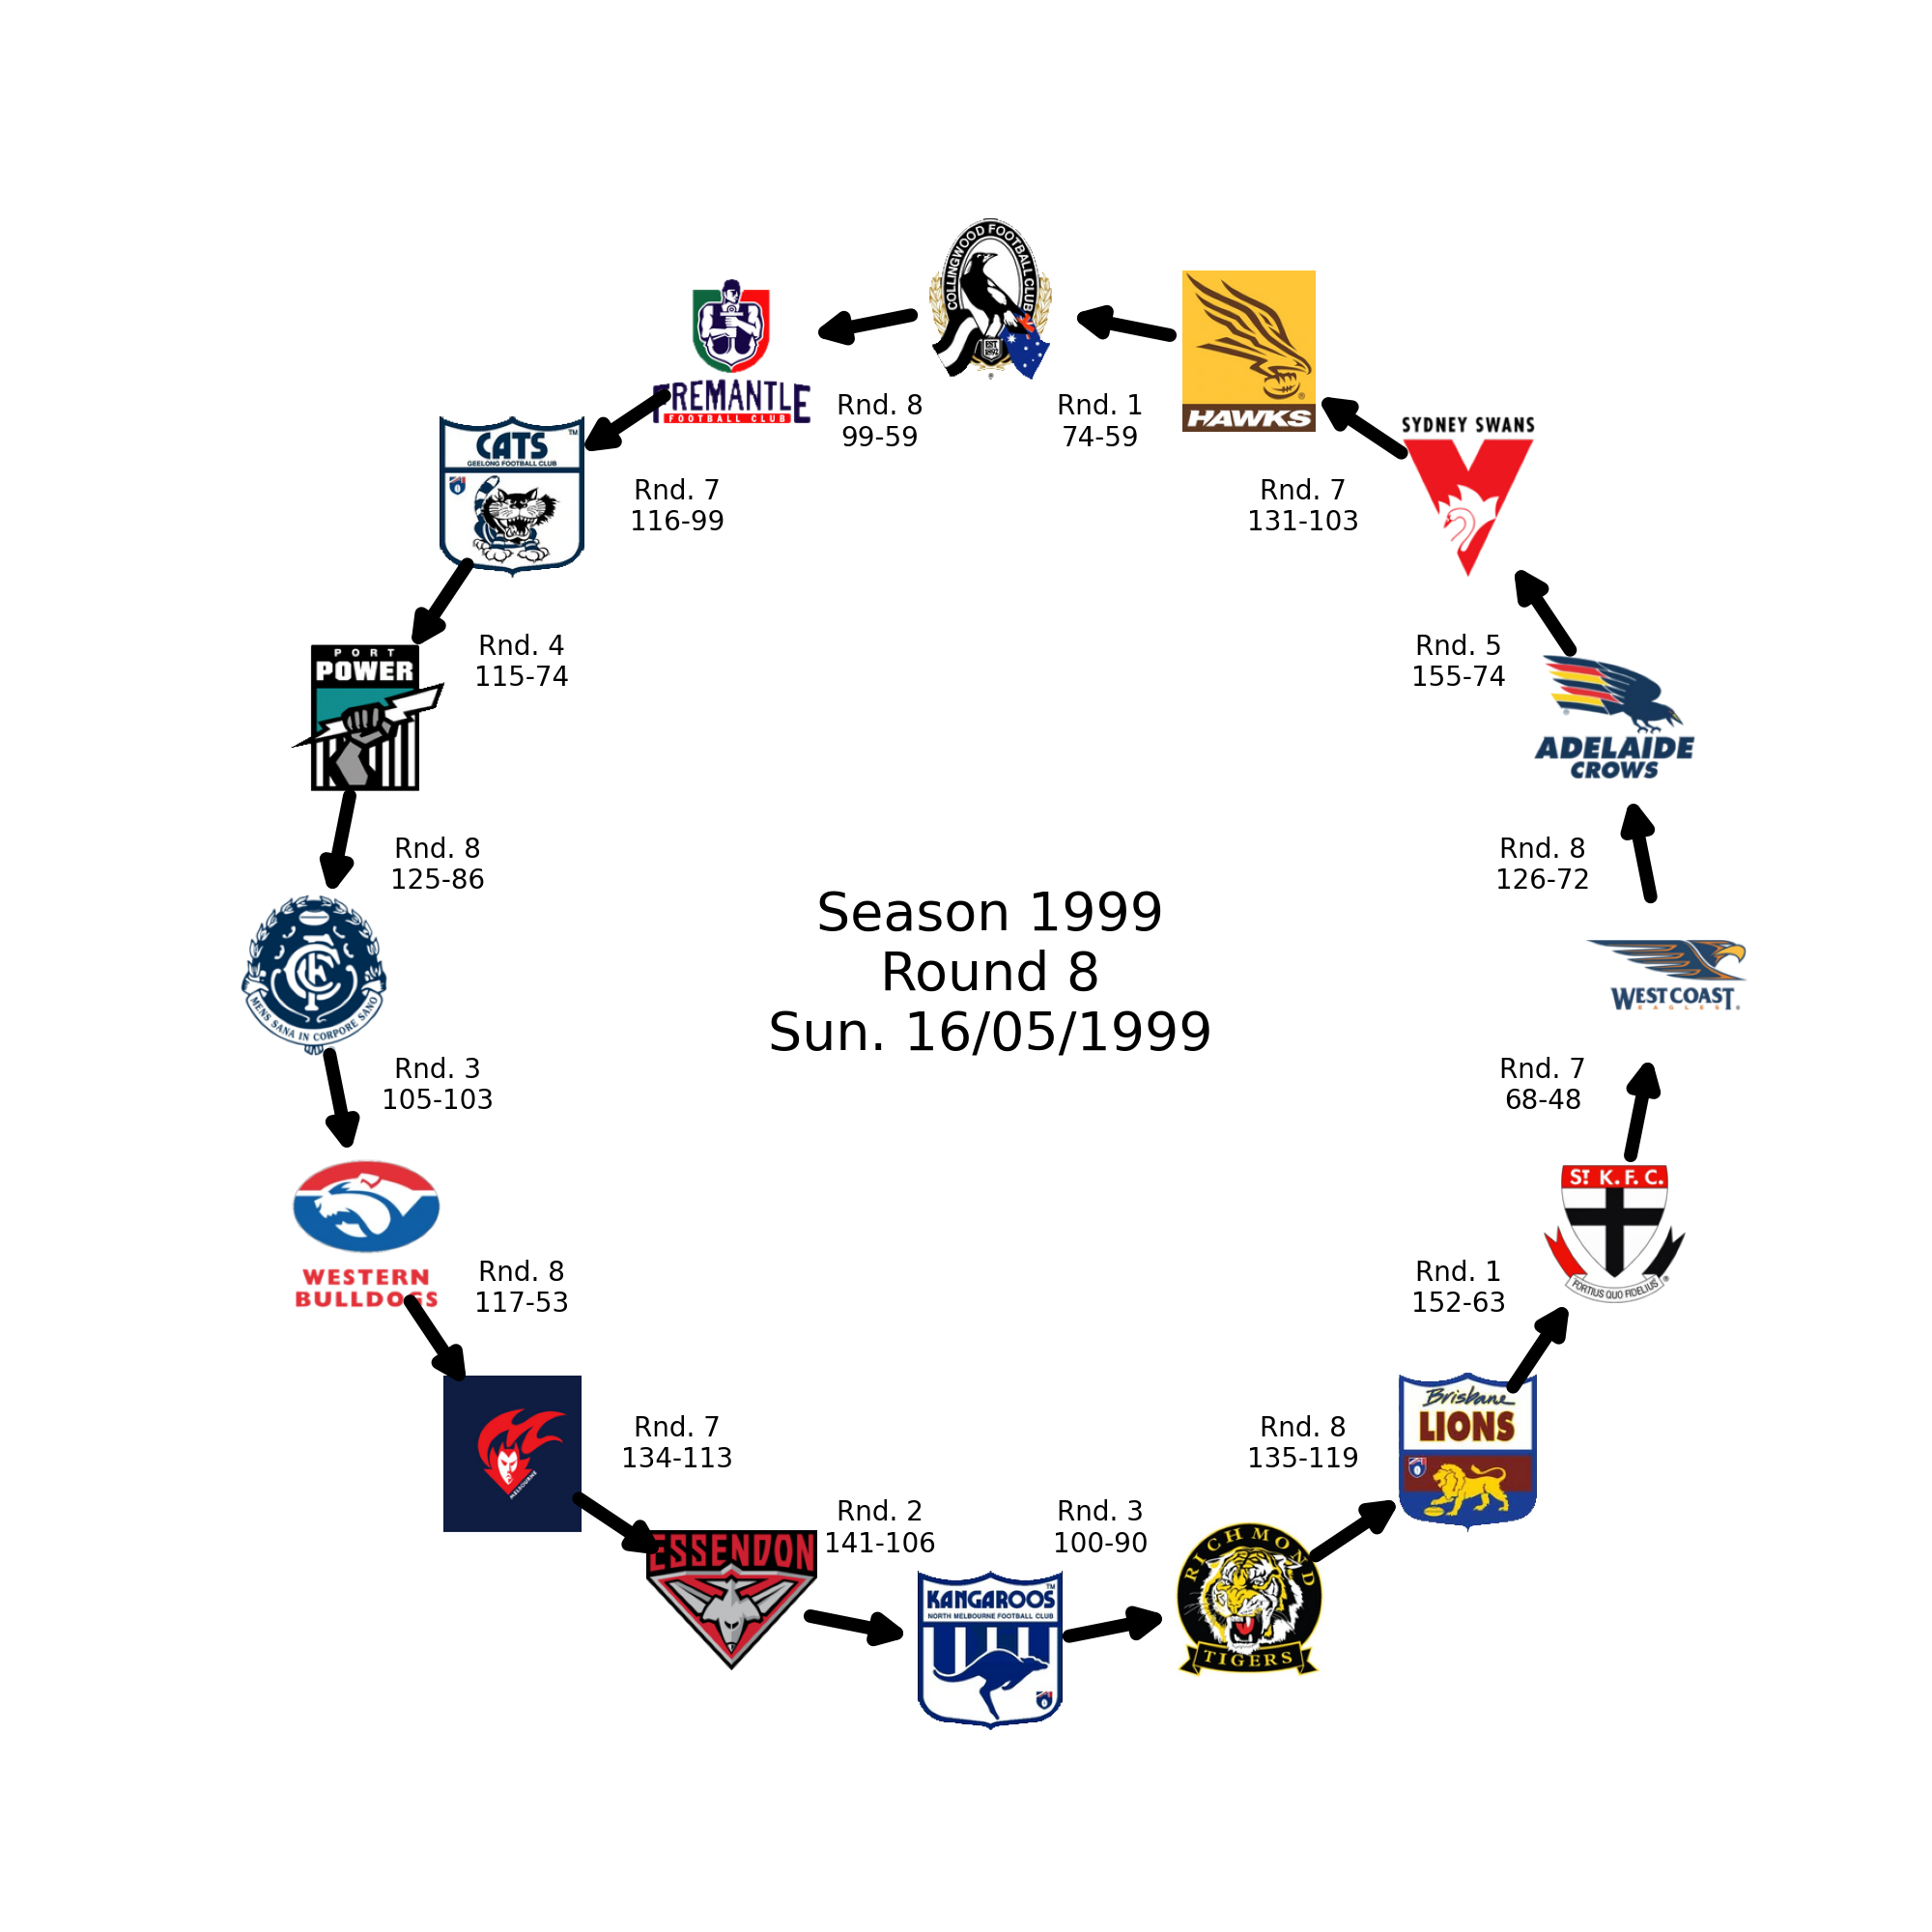 COLLINGWOOD FOOTBALL CLUB
EST
1892
®
FREMANTLE
FOOTBALL CLUB
Rnd. 8
99-59
Rnd. 1
74-59
HAWKS
®
SYDNEY SWANS
CATS
TM
GEELONG FOOTBALL CLUB
Rnd. 7
116-99
Rnd. 7
131-103
PORT
POWER
Rnd. 4
115-74
Rnd. 5
155-74
®
ADELAIDE
CROWS
Rnd. 8
125-86
Rnd. 8
126-72
Season 1999
Round 8
Sun. 16/05/1999
CFC
MENS SANA IN CORPORE SANO
WEST COAST
EAGLES
Rnd. 3
105-103
Rnd. 7
68-48
ST. K.F.C.
FORTIUS QUO FIDELIUS
®
WESTERN
BULLDOGS
Rnd. 8
117-53
Rnd. 1
152-63
Brisbane
LIONS
MELBOURNE
Rnd. 7
134-113
Rnd. 8
135-119
Rnd. 2
141-106
Rnd. 3
100-90
ESSENDON
KANGAROOS
TM
NORTH MELBOURNE FOOTBALL CLUB
RICHMOND
TIGERS